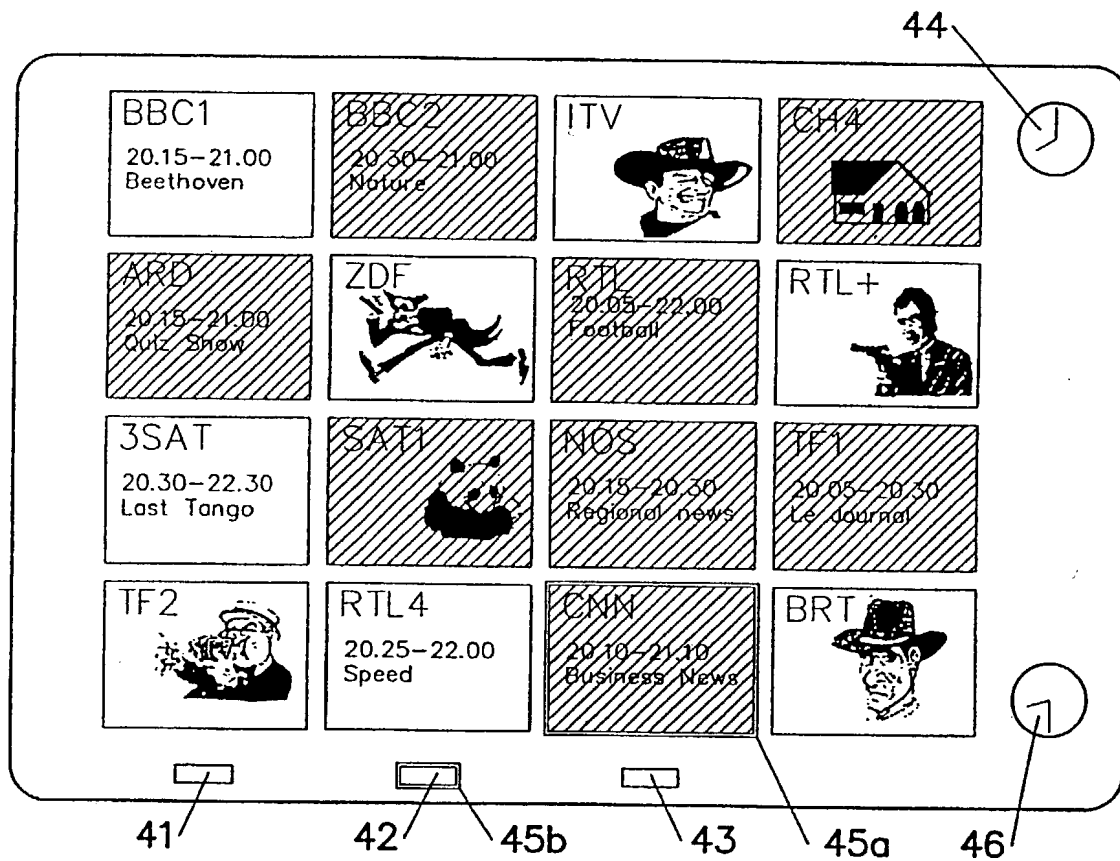 44
BBC1
20.15-21.00
Beethoven
BBC2
20.30-21.00
Nature
ITV
CH4
ARD
20.15-21.00
Quiz Show
ZDF
RTL
20.05-22.00
Football
RTL+
3SAT
20.30-22.30
Last Tango
SAT1
NOS
20.15-20.30
Regional news
TF1
20.05-20.30
Le Journal
TF2
RTL4
20.25-22.00
Speed
CNN
20.10-21.10
Business News
BRT
41
42
45b
43
45a
46